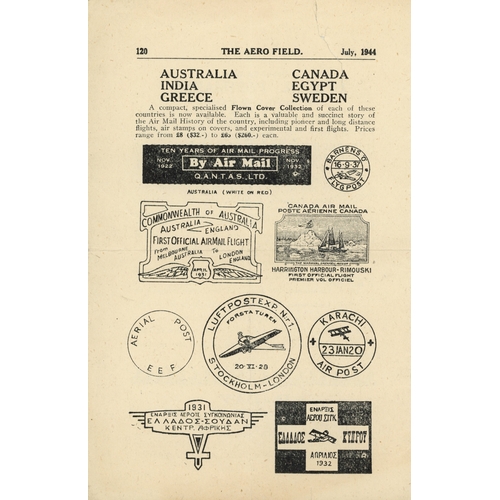 120 THE AERO FIELD. July, 1944
AUSTRALIA CANADA
INDIA EGYPT
GREECE SWEDEN
A compact, specialised Flown Cover Collection of each of these
countries is now available. Each is a valuable and succinct story of
the Air Mail History of the country, including pioneer and long distance
flights, air stamps on covers, and experimental and first flights. Prices
range from £8 ($32.-) to £65 ($260.-) each.
TEN YEARS OF AIR MAIL PROGRESS
NOV. 1922 By Air Mail NOV. 1932
Q.A.N.T.A.S., LTD.
AUSTRALIA (WHITE ON RED)
16-9-3
FLYGPOST
COMMONWEALTH OF AUSTRALIA
AUSTRALIA
ENGLAND
FIRST OFFICIAL AIR MAIL FLIGHT
From To
MELBOURNE LONDON
AUSTRALIA ENGLAND
APRIL
1931
CANADA AIR MAIL
POSTE AÉRIENNE CANADA
HARRINGTON HARBOUR - RIMOUSKI
FIRST OFFICIAL FLIGHT
PREMIER VOL OFFICIEL
AERIAL POST
E E F
LUFTPOSTEXP. Nr 1.
FÖRSTA TUREN
20-XI-28
STOCKHOLM-LONDON
KARACHI
23 JAN 20
AIR POST
1931
ΕΝΑΡΞΙΣ ΑΕΡΟΠ. ΣΥΓΚΟΙΝΩΝΙΑΣ
ΕΛΛΑΔΟΣ-ΣΟΥΔΑΝ
ΚΕΝΤΡ. ΑΦΡΙΚΗΣ
ΕΝΑΡΞΙΣ
ΑΕΡΟΠ. ΣΥΓΚ.
ΕΛΛΑΔΟΣ ΚΥΠΡΟΥ
ΑΠΡΙΛΙΟΣ
1932